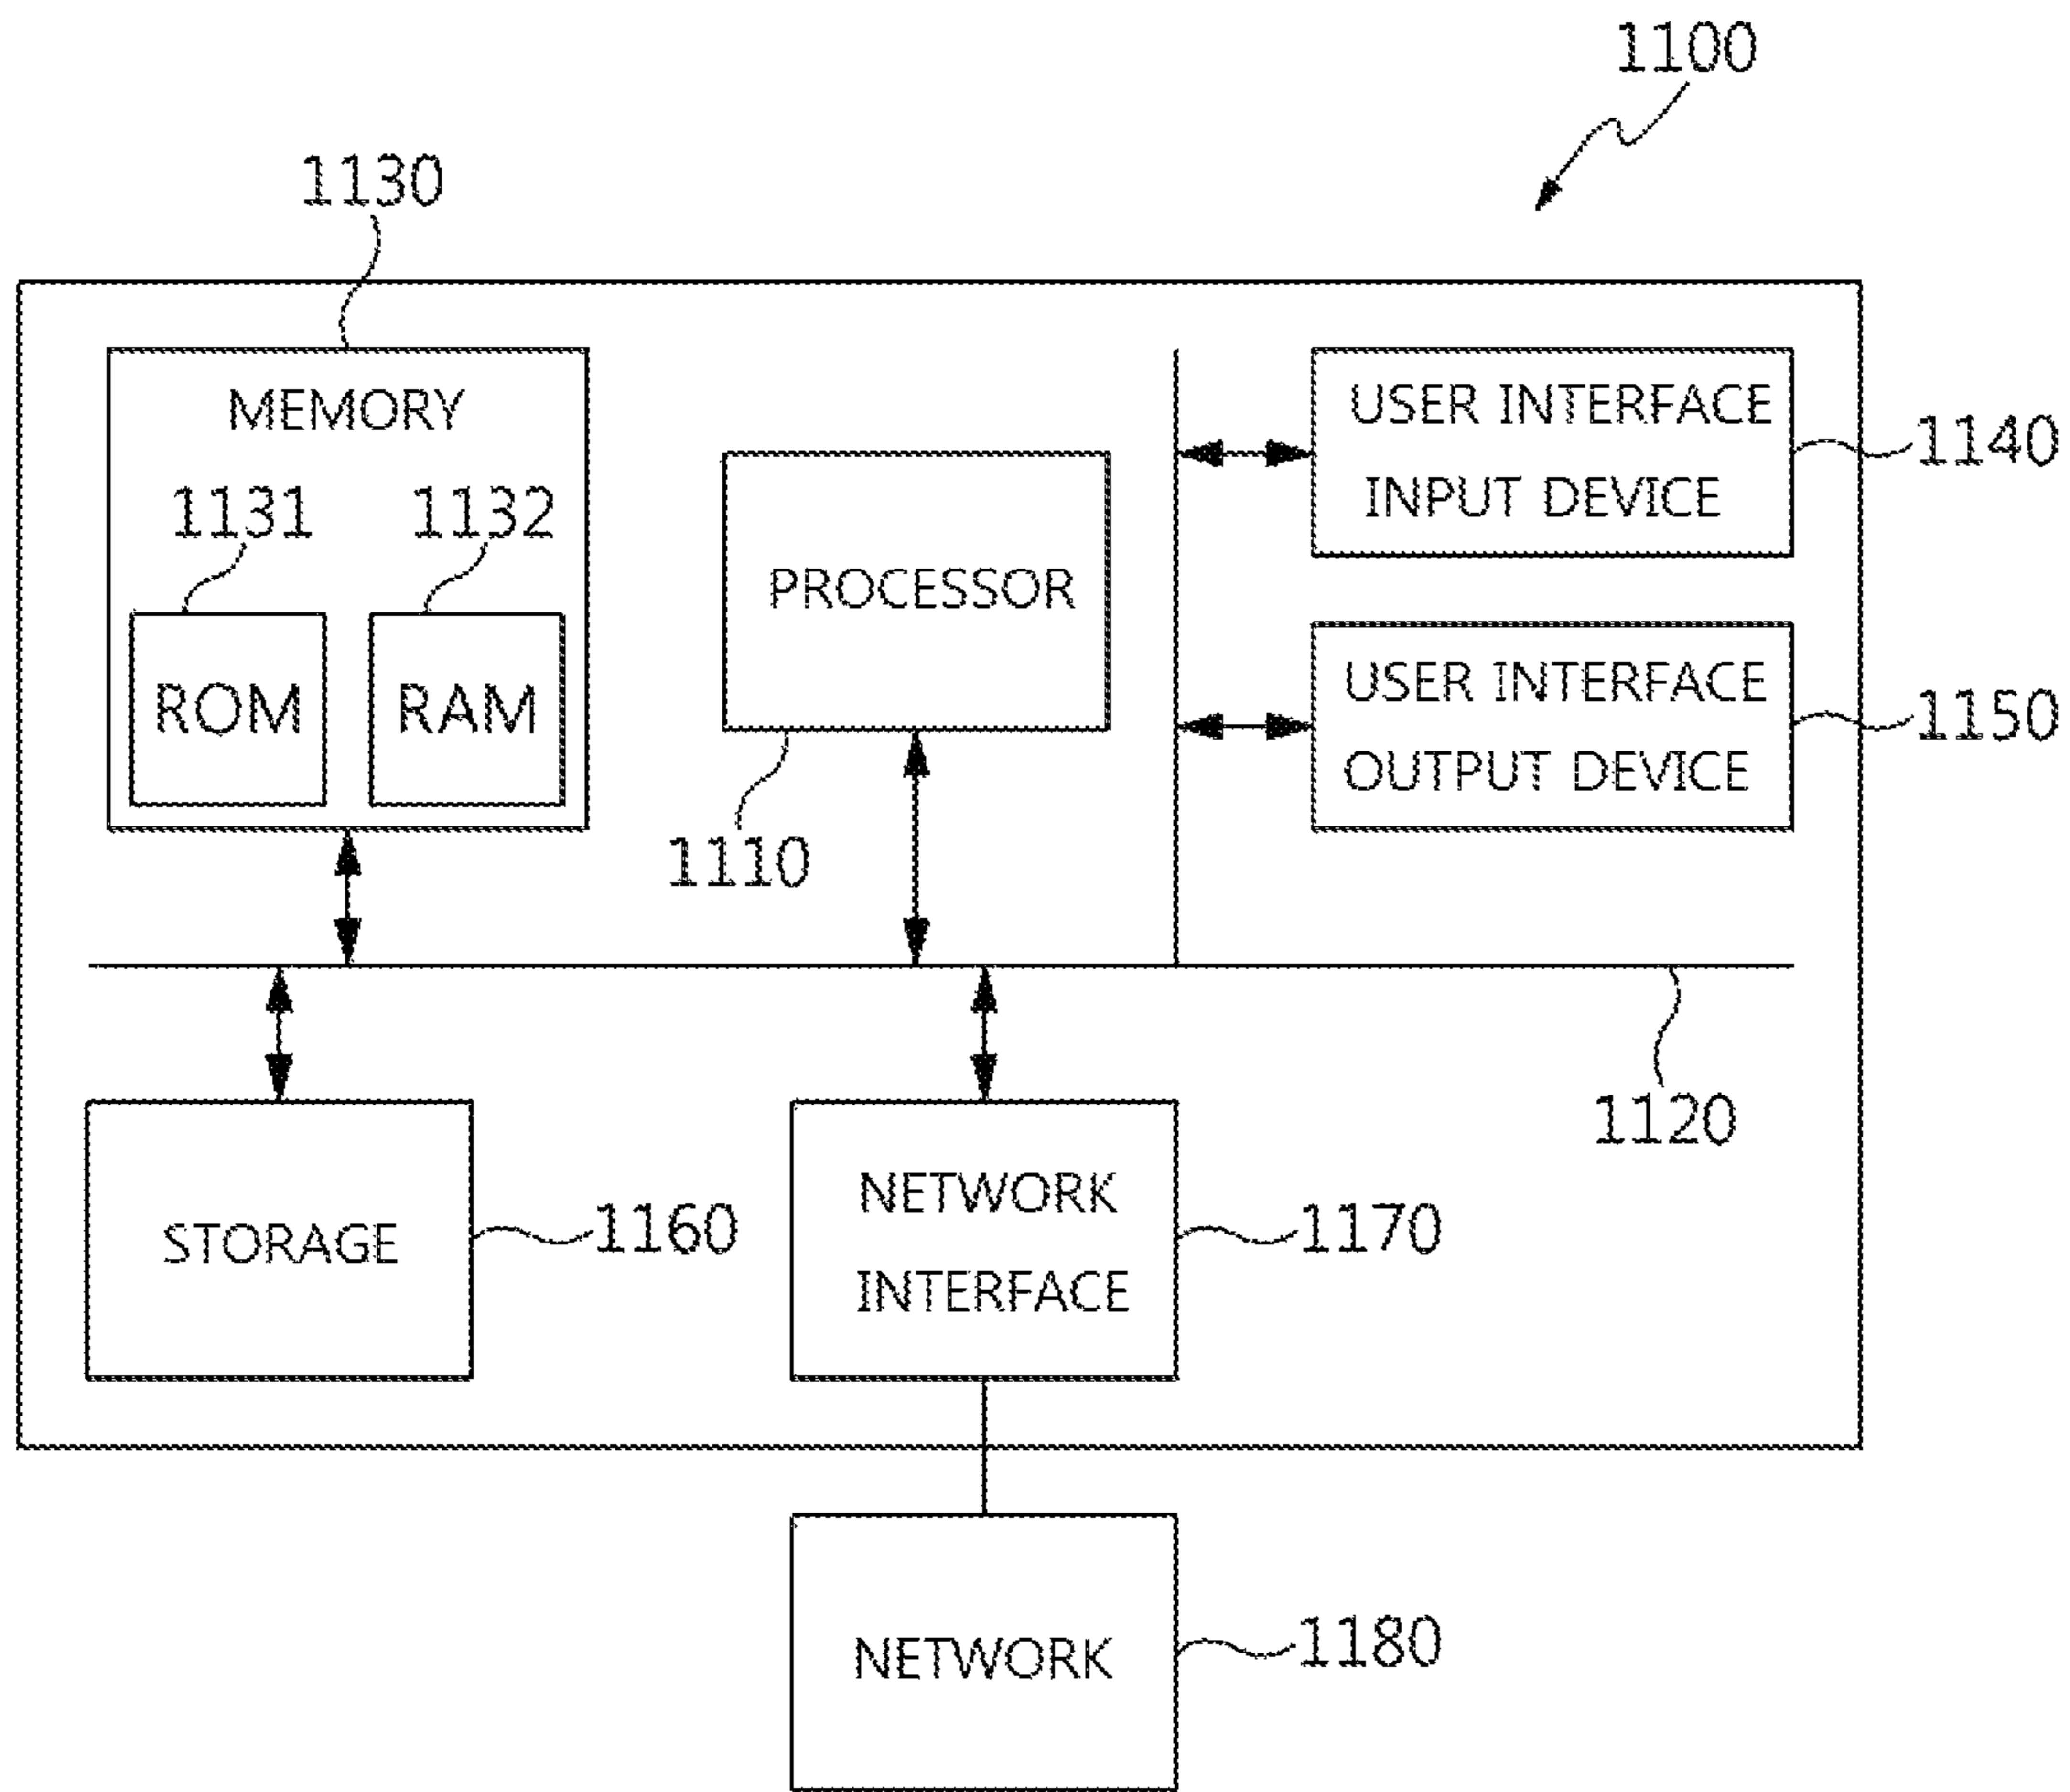 1100
1130
MEMORY
1131
1132
ROM
RAM
PROCESSOR
1110
USER INTERFACE
INPUT DEVICE
1140
USER INTERFACE
OUTPUT DEVICE
1150
1120
STORAGE
1160
NETWORK
INTERFACE
1170
NETWORK
1180